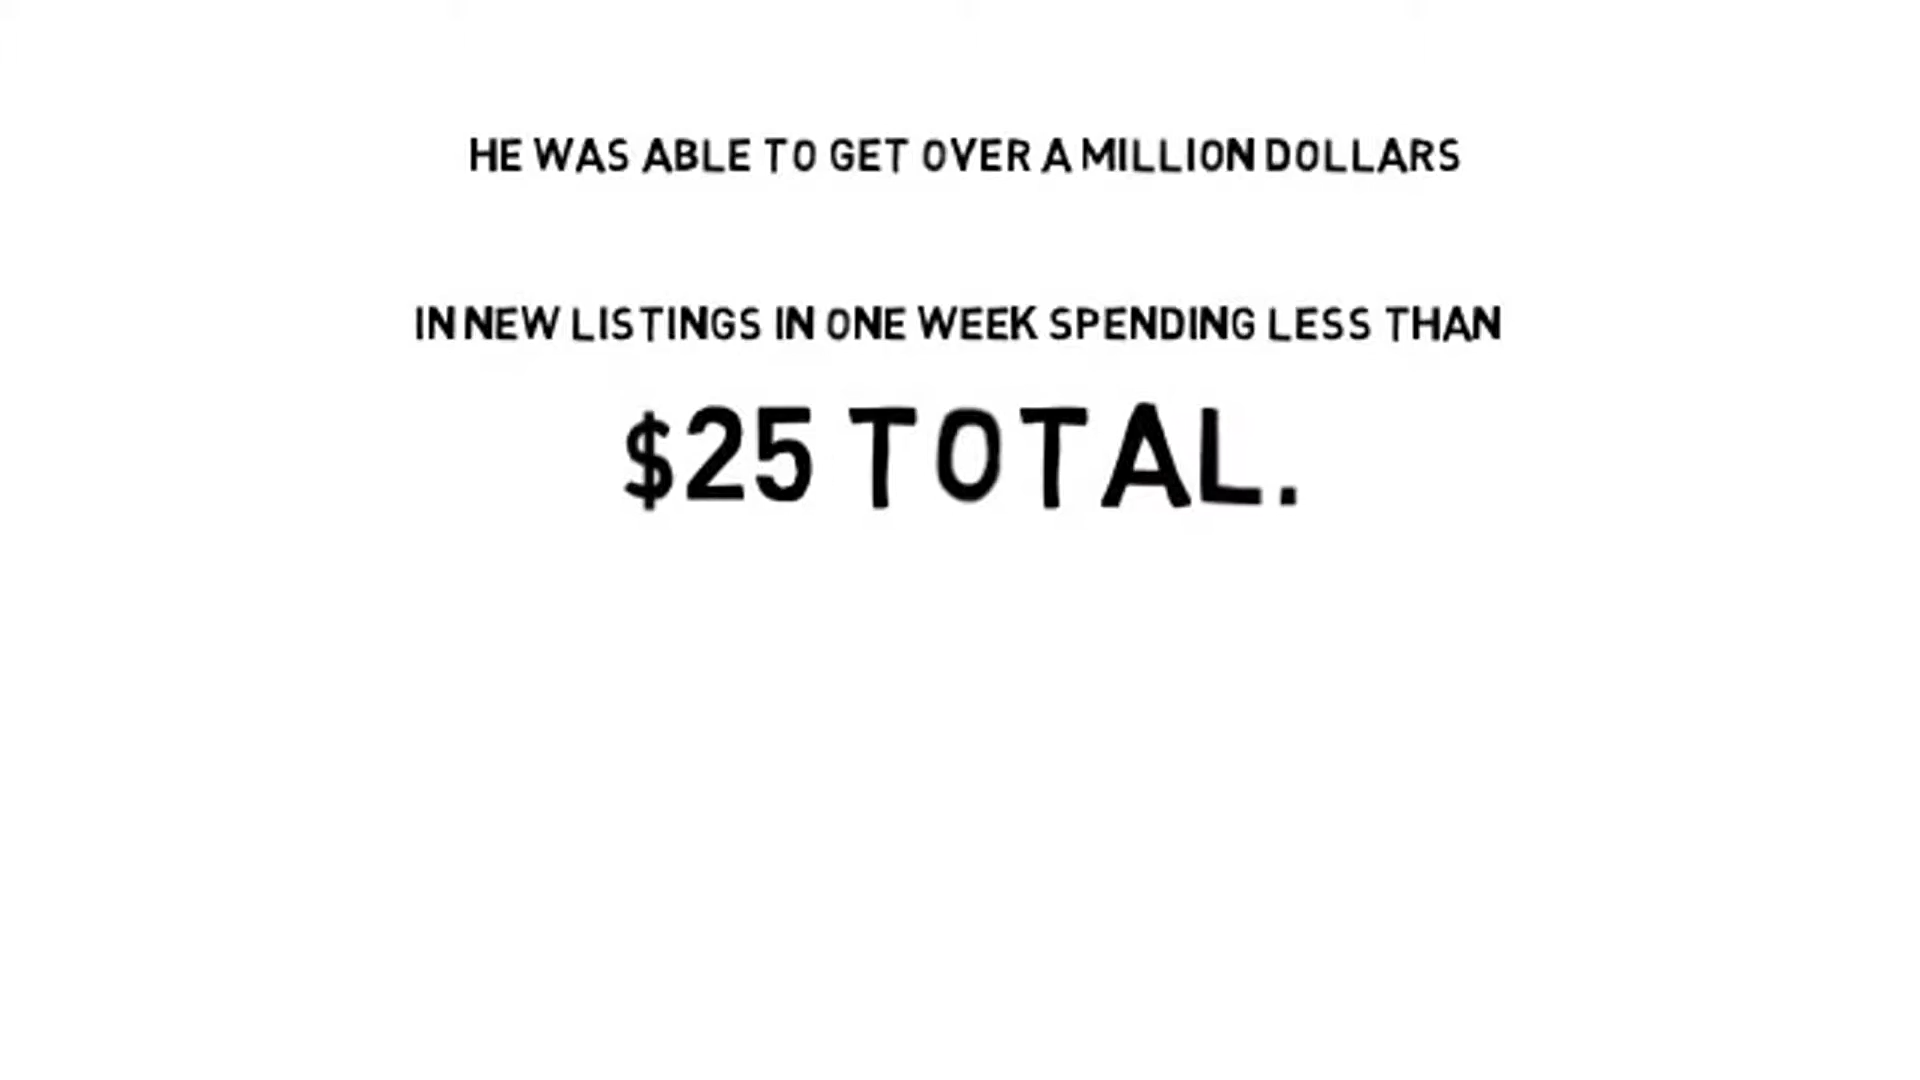 HE WAS ABLE TO GET OVER A MILLION DOLLARS
IN NEW LISTINGS IN ONE WEEK SPENDING LESS THAN
$25 TOTAL.